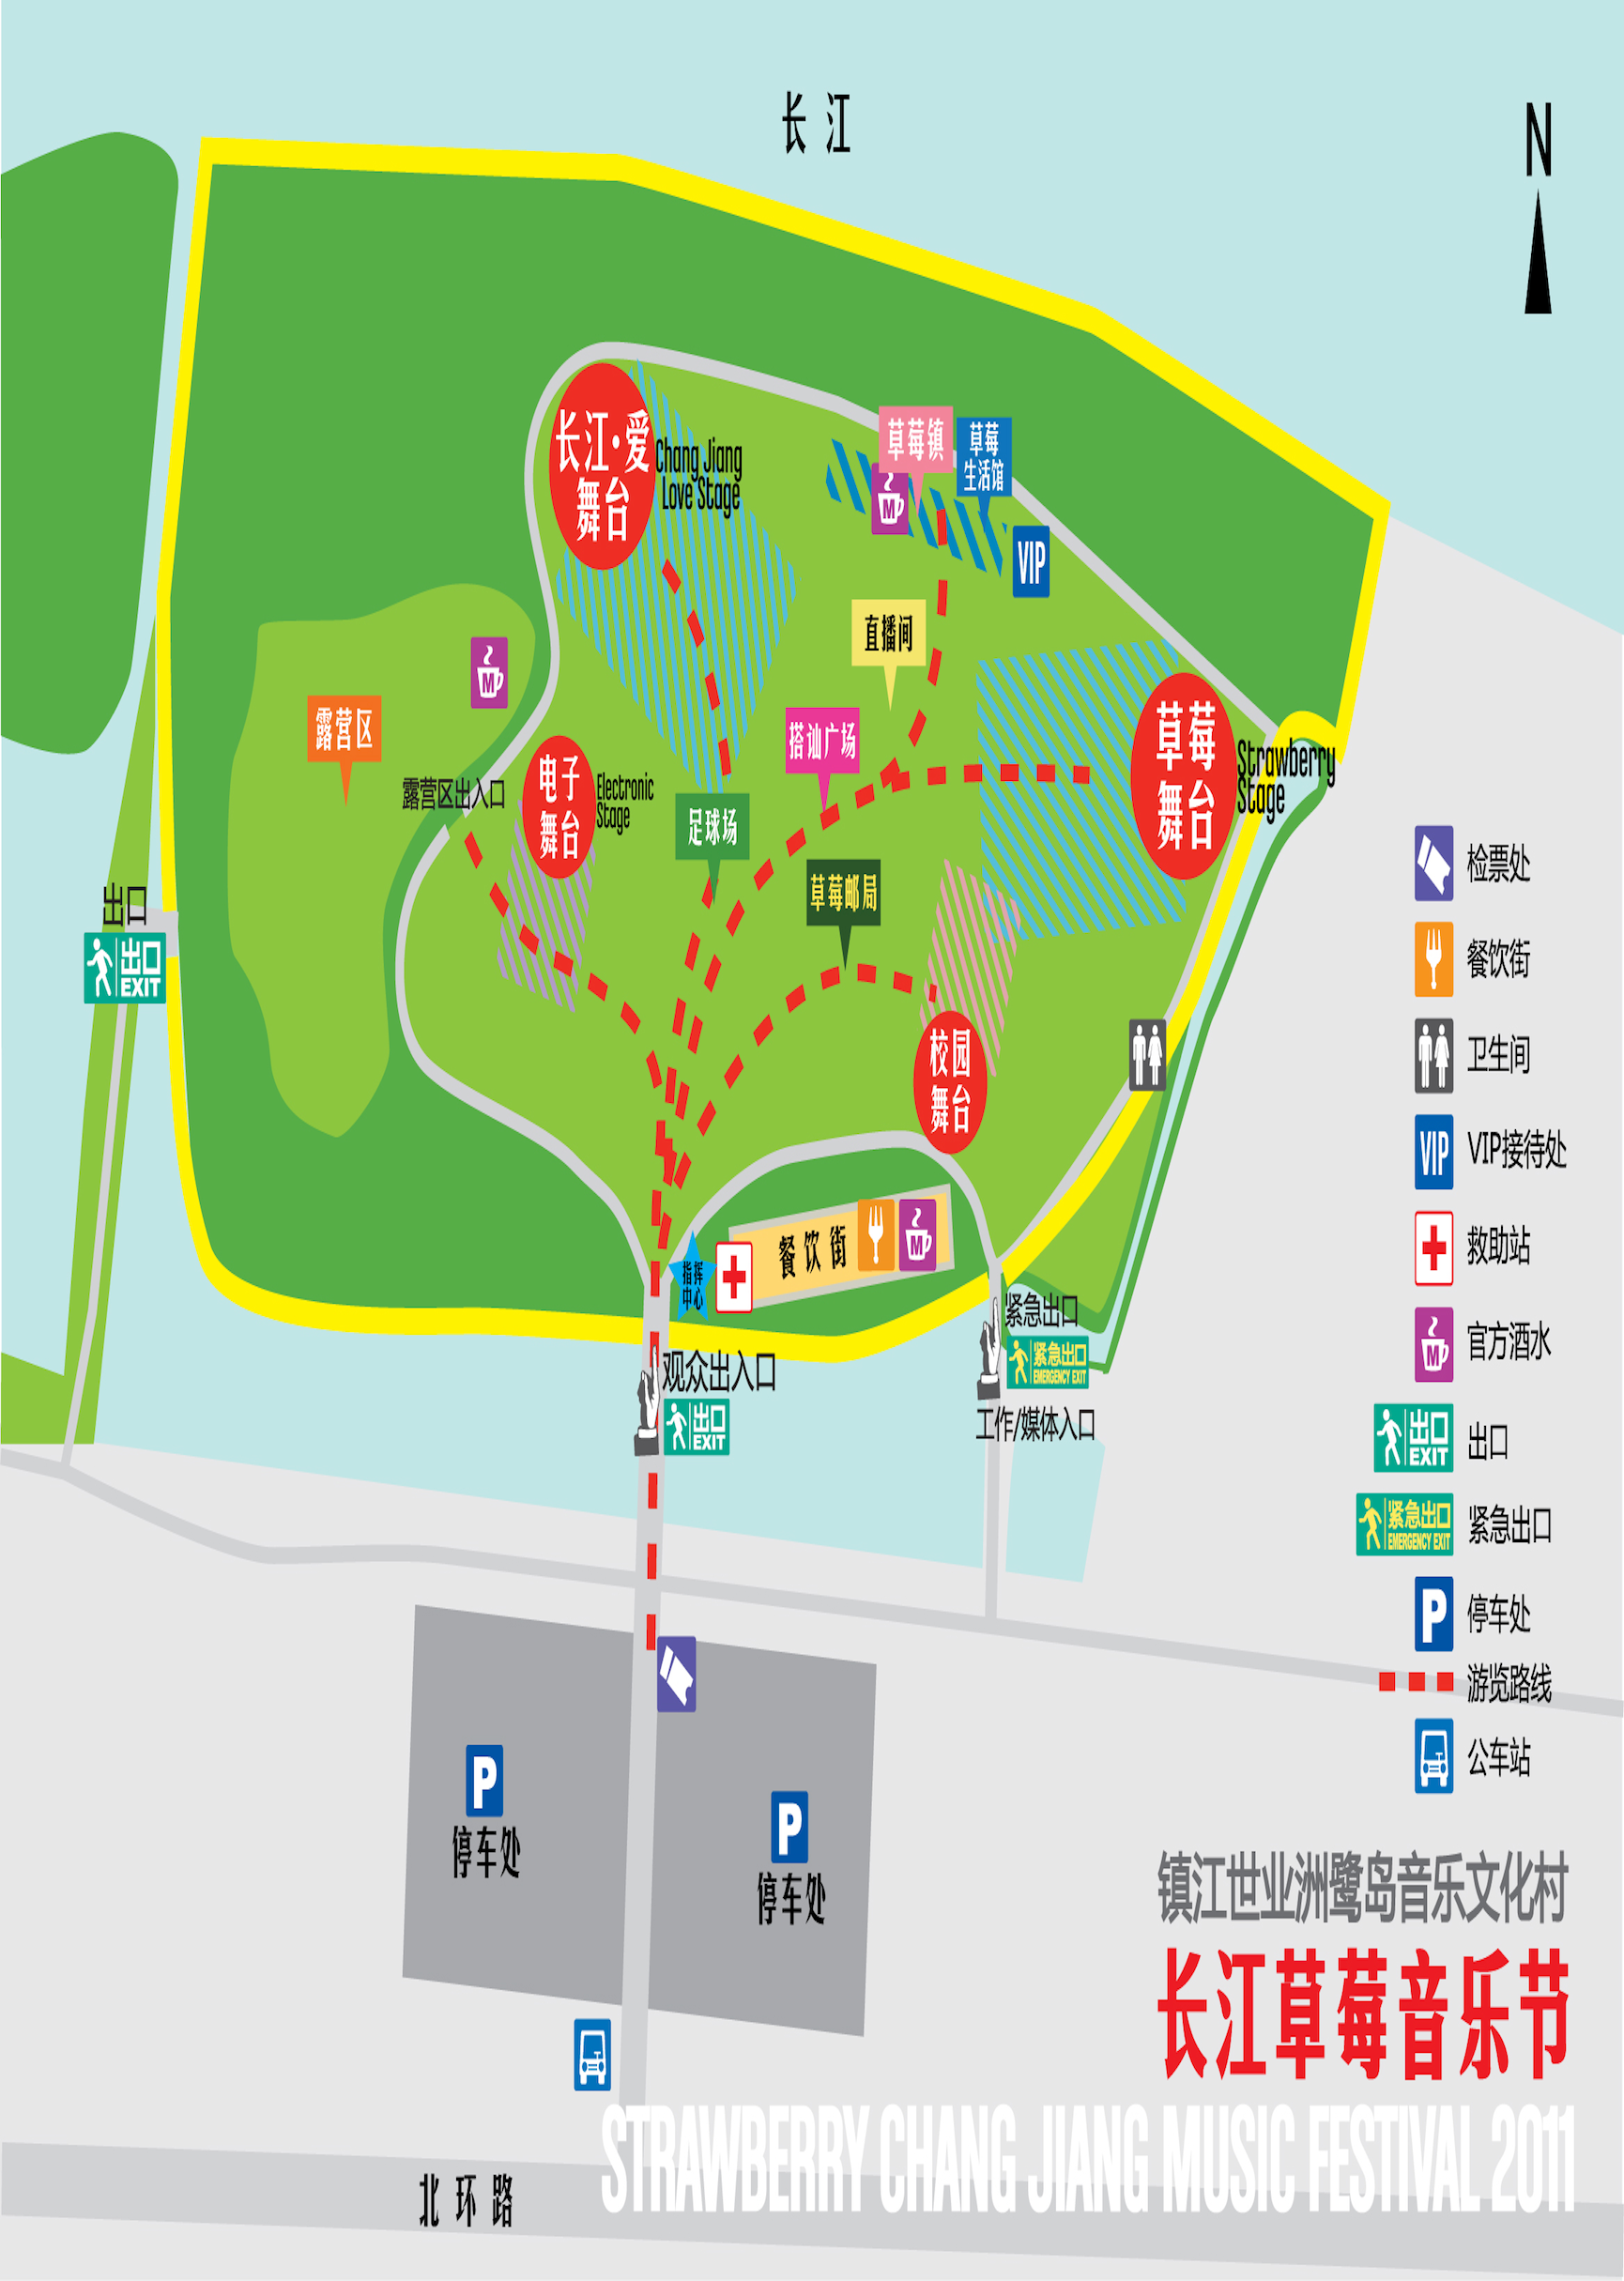 长江
N
长江·爱
舞台
Chang Jiang
Love Stage
草莓镇
草莓
生活馆
M
VIP
直播间
M
露营区
搭讪广场
草莓
舞台
Strawberry
Stage
露营区出入口
电子
舞台
Electronic
Stage
足球场
草莓邮局
出口
出口
EXIT
校园
舞台
餐饮街
M
指挥
中心
紧急出口
紧急出口
EMERGENCY EXIT
观众出入口
出口
EXIT
工作/媒体入口
检票处
餐饮街
卫生间
VIP
VIP接待处
救助站
M
官方酒水
出口
EXIT
出口
紧急出口
EMERGENCY EXIT
紧急出口
P
停车处
游览路线
公车站
P
停车处
P
停车处
镇江世业洲鹭岛音乐文化村
长江草莓音乐节
STRAWBERRY CHANG JIANG MUSIC FESTIVAL 2011
北环路